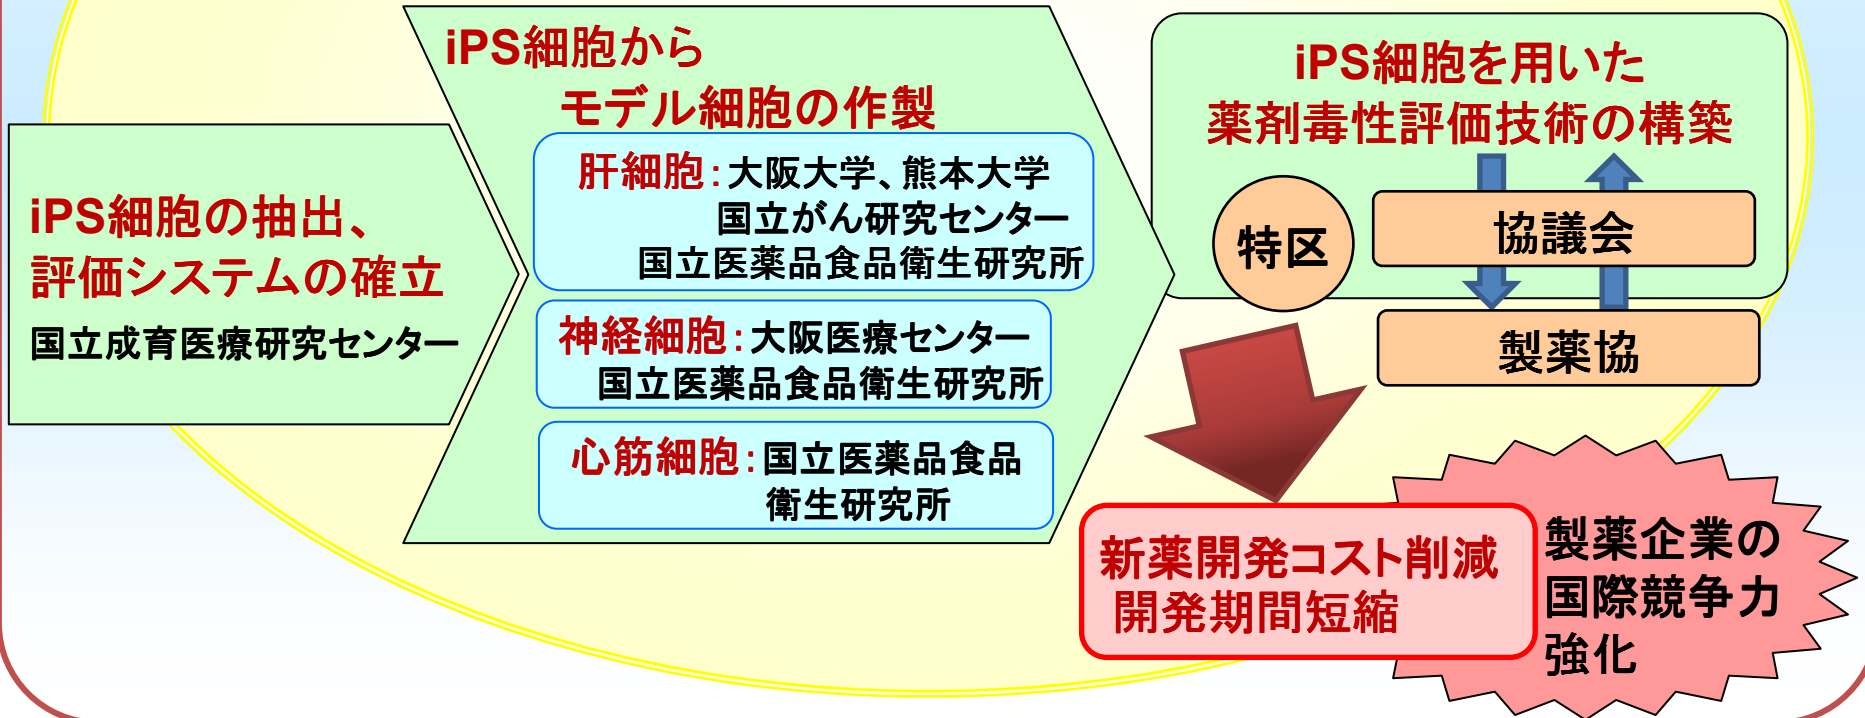 iPS細胞の抽出、
評価システムの確立
国立成育医療研究センター
iPS細胞から
モデル細胞の作製
肝細胞：大阪大学、熊本大学
国立がん研究センター
国立医薬品食品衛生研究所
神経細胞：大阪医療センター
国立医薬品食品衛生研究所
心筋細胞：国立医薬品食品
衛生研究所
iPS細胞を用いた
薬剤毒性評価技術の構築
特区
協議会
製薬協
新薬開発コスト削減
開発期間短縮
製薬企業の
国際競争力
強化